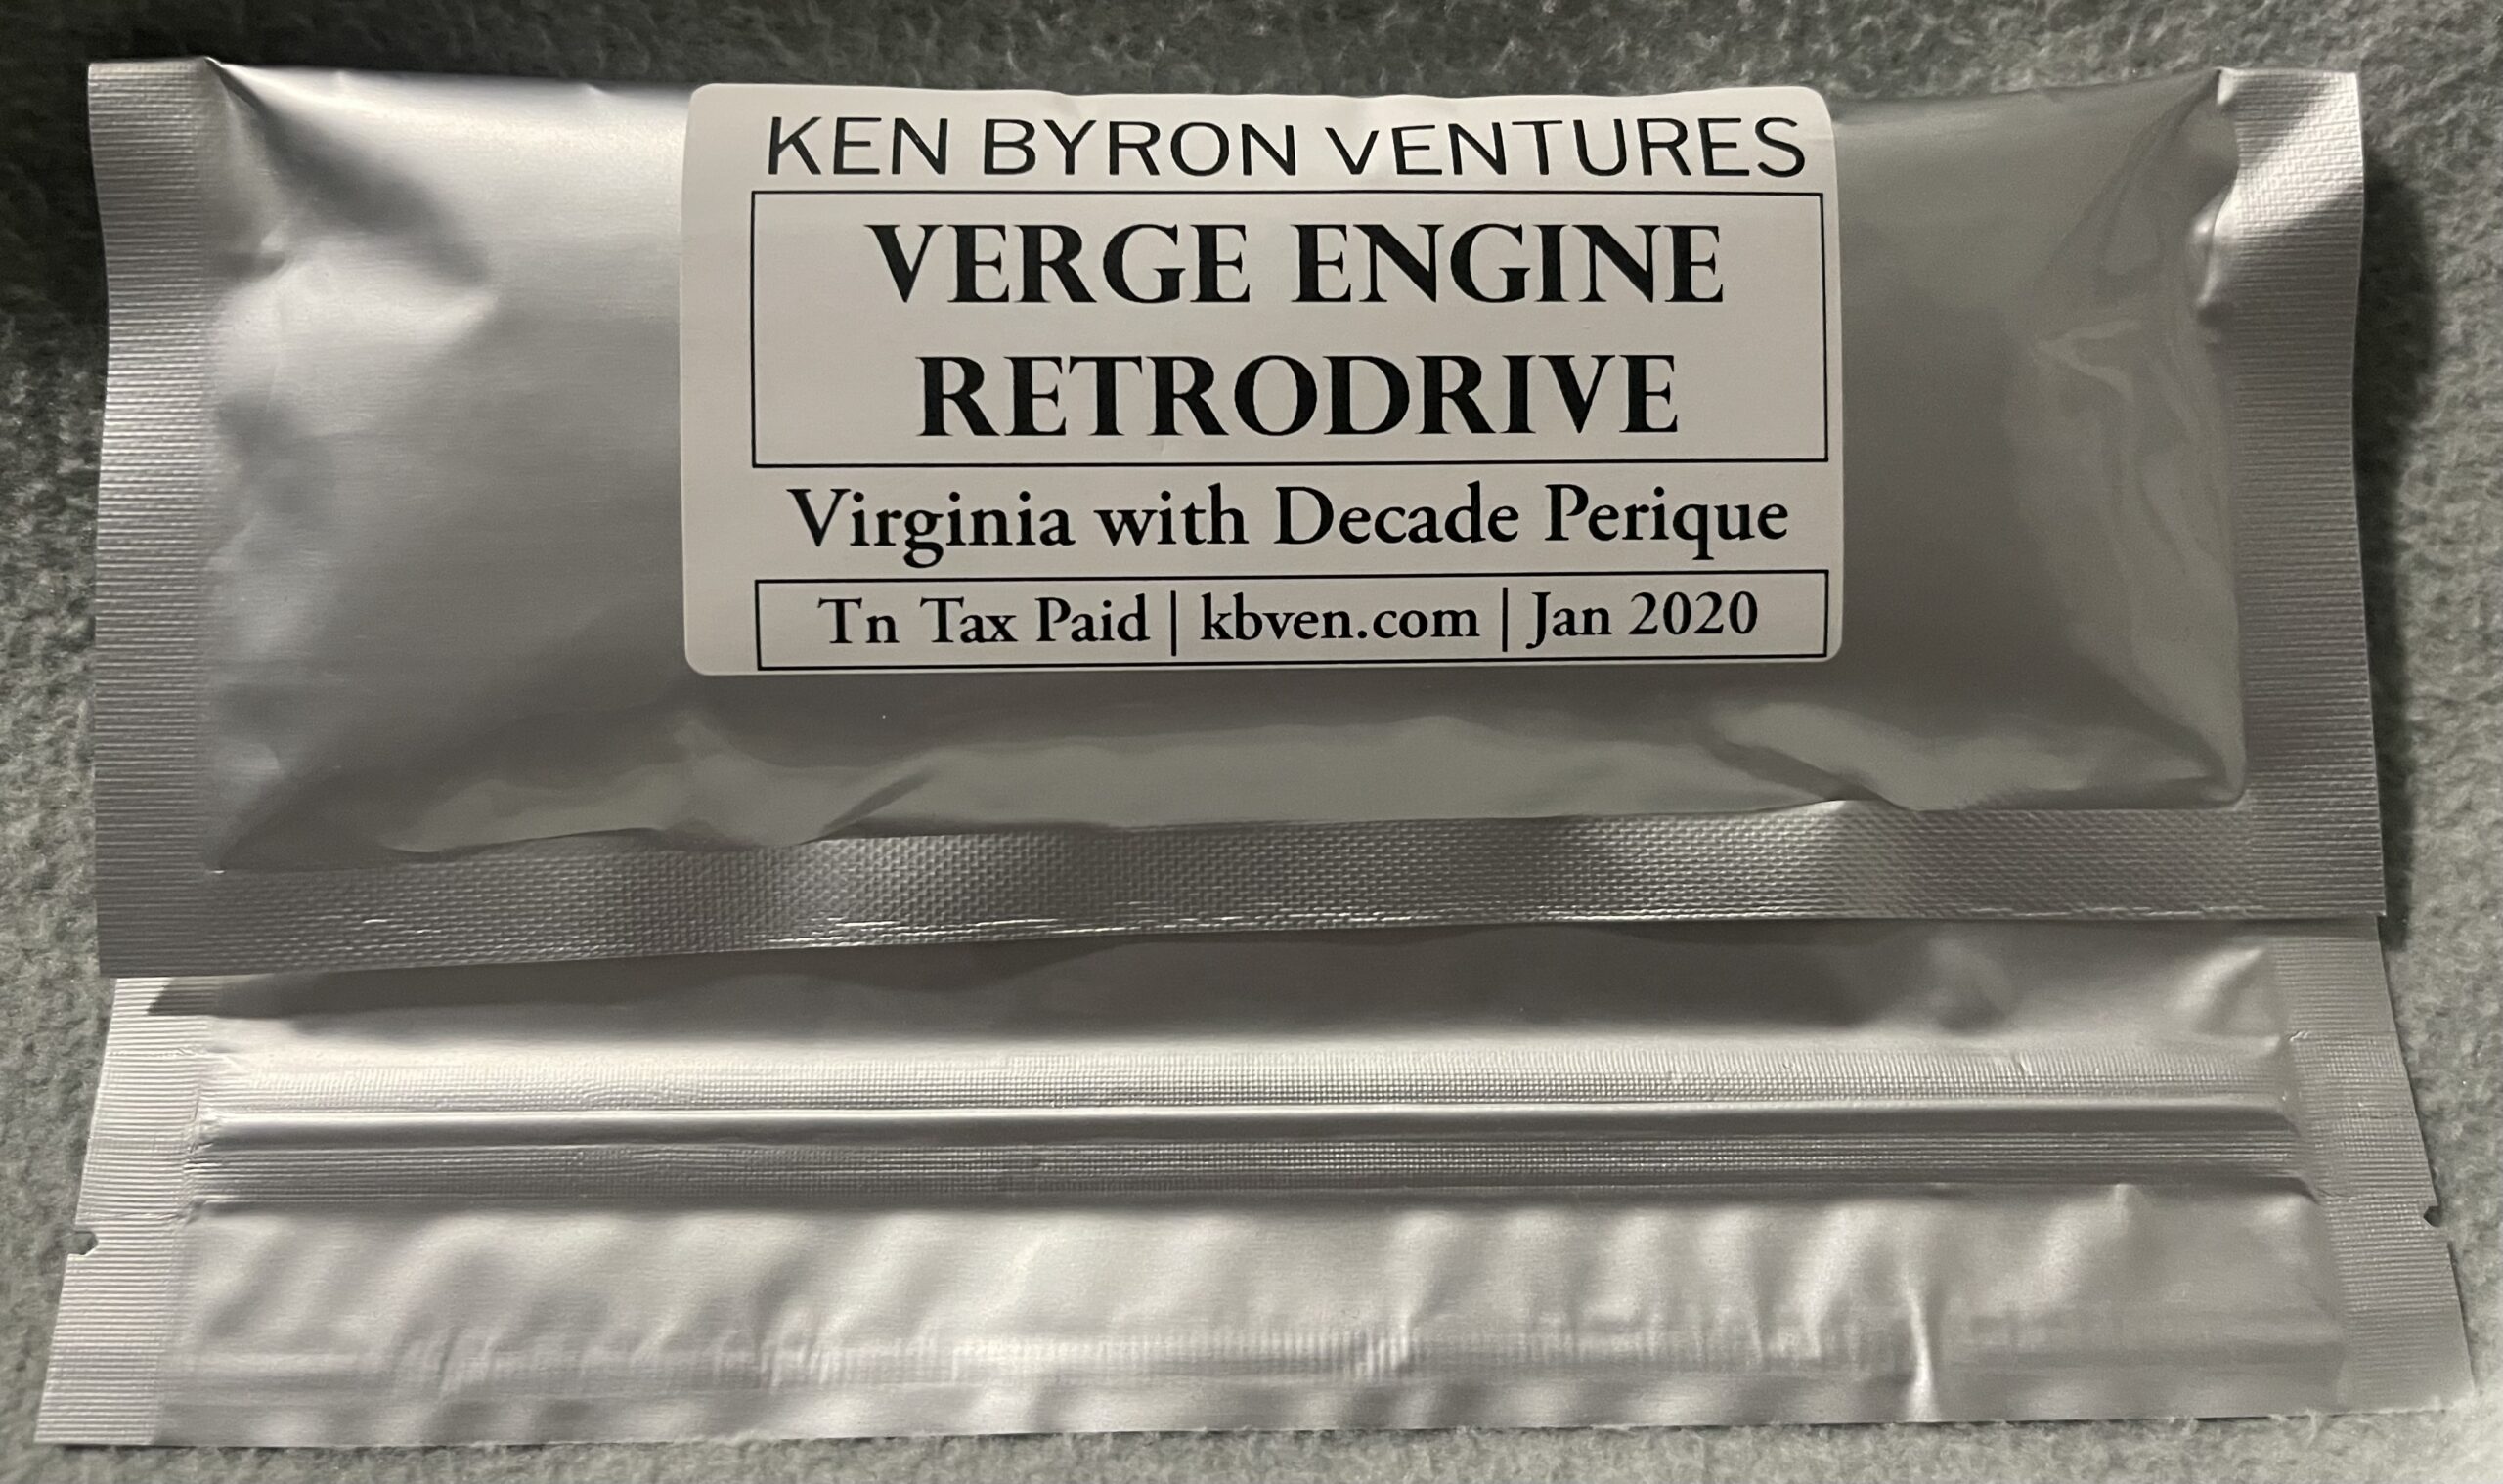 KEN BYRON VENTURES
VERGE ENGINE
RETRODRIVE
Virginia with Decade Perique
Tn Tax Paid | kbven.com | Jan 2020